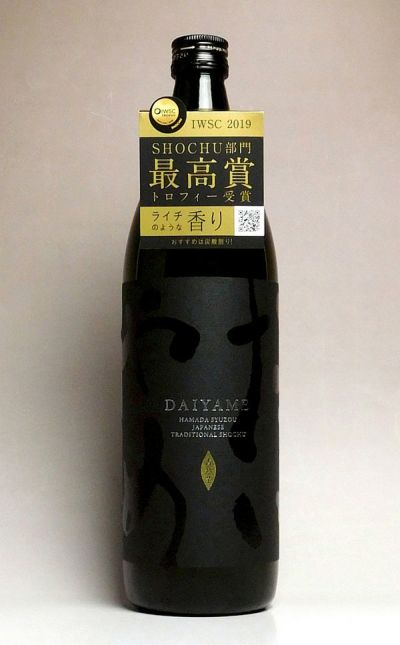 IWSC
IWSC 2019
SHOCHU部門
最高賞
トロフィー受賞
ライチ
のような
香り
おすすめは炭酸割り!
DAIYAME
HAMADA SYUZOU
JAPANESE
TRADITIONAL SHOCHU